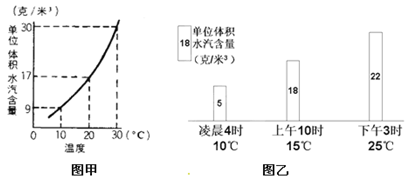 (克/米³)
30
单位体积水汽含量
17
9
10
20
30
(℃)
温度
图甲
单位体积
18
水汽含量
(克/米³)
5
18
22
凌晨4时
上午10时
下午3时
10℃
15℃
25℃
图乙